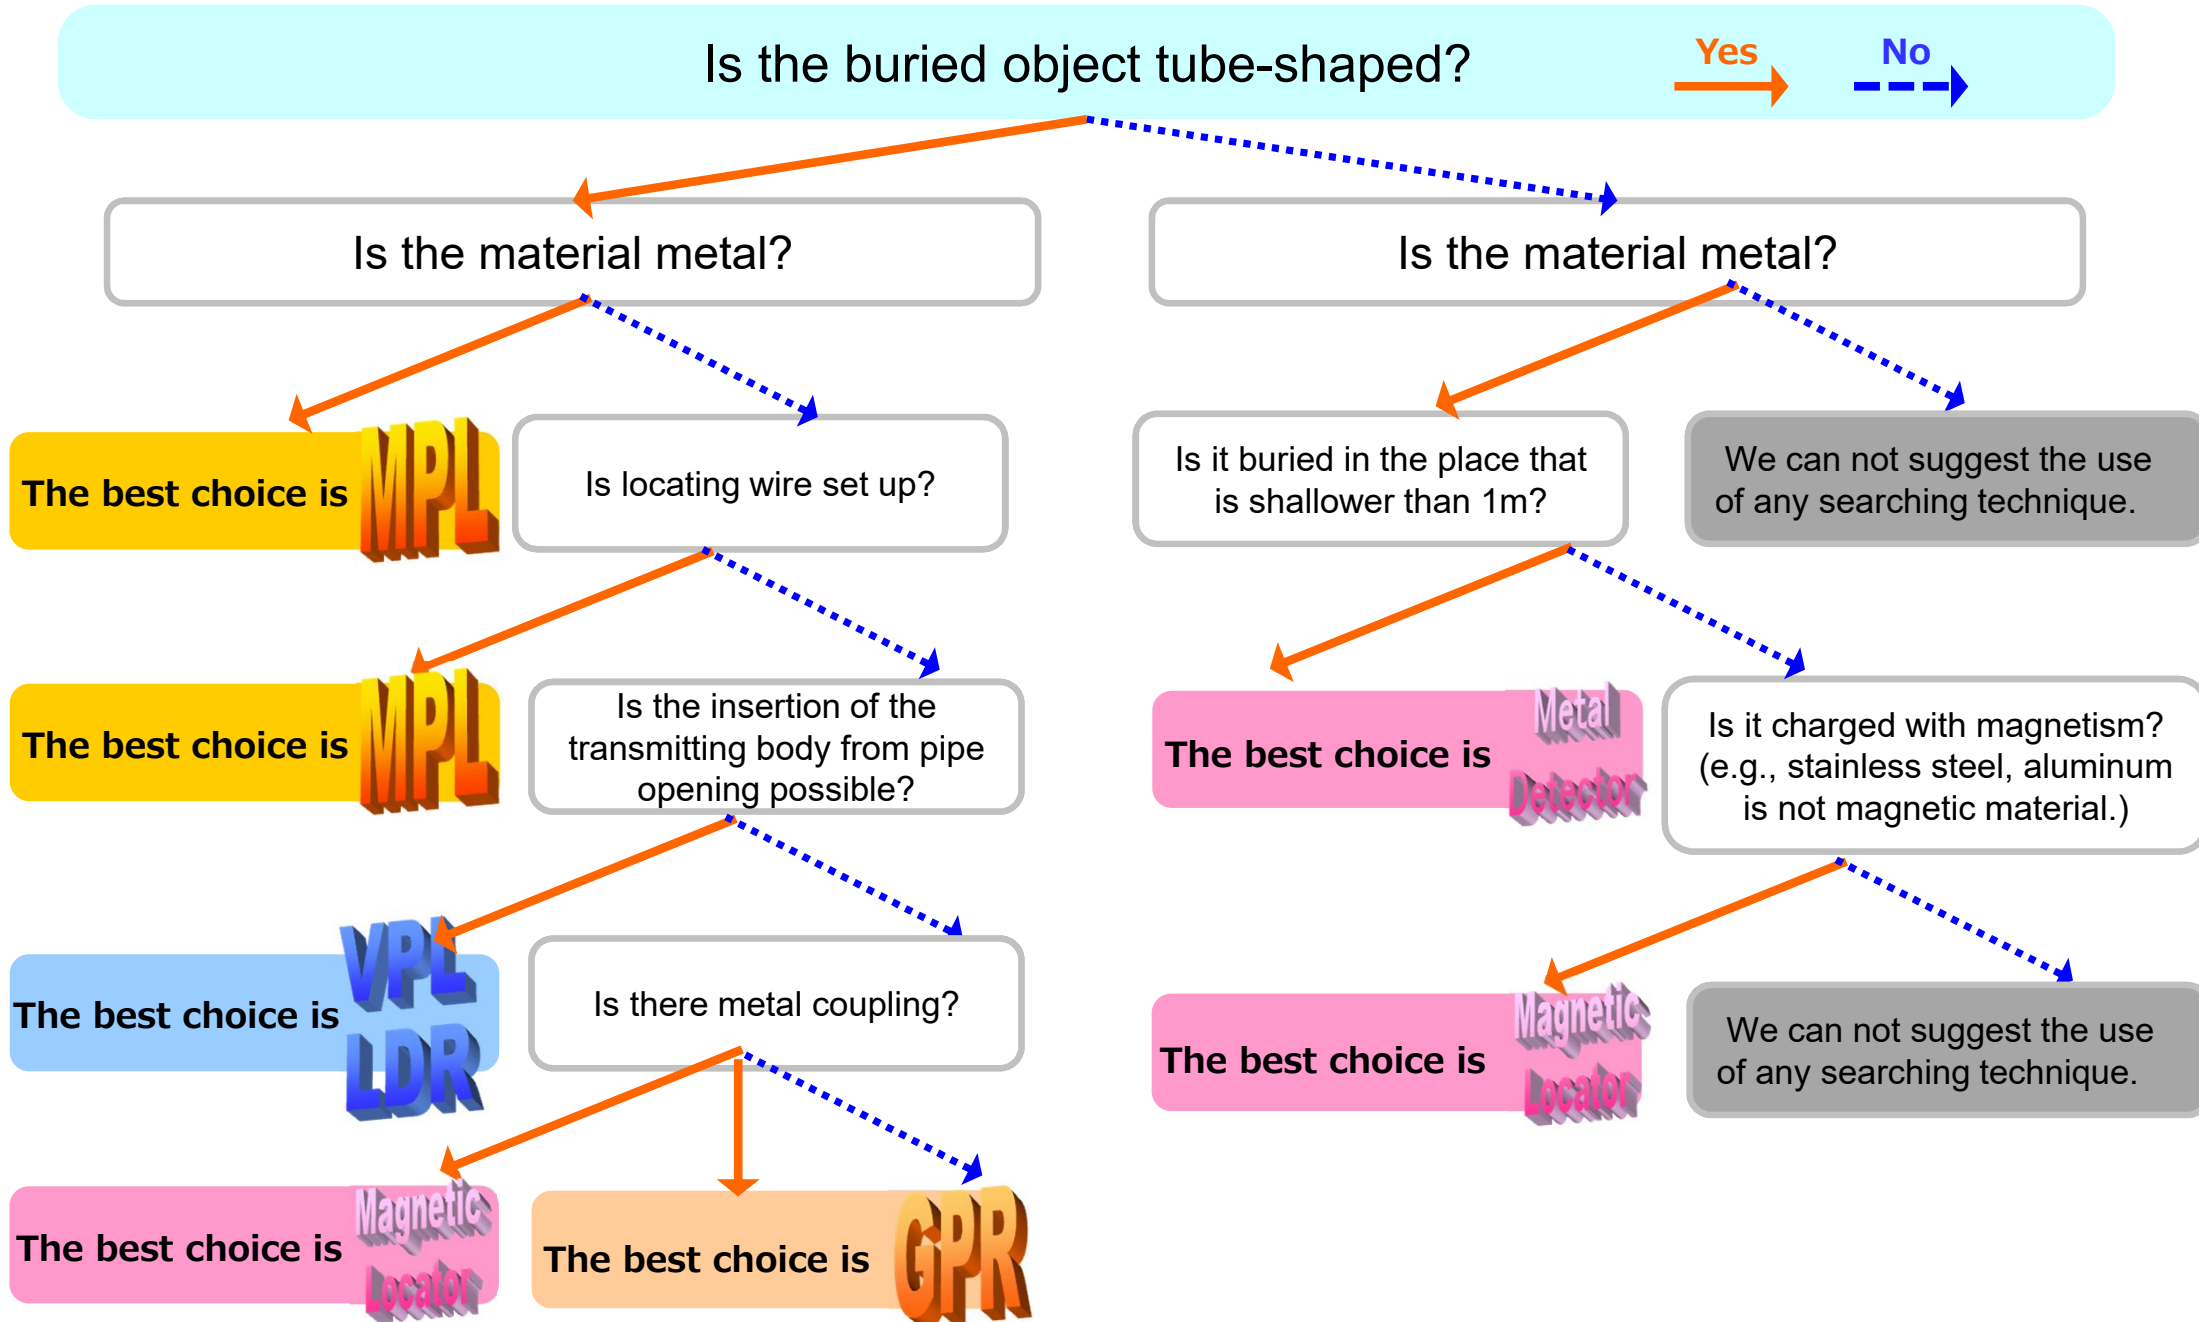 Is the buried object tube-shaped?
Yes
No
Is the material metal?
Is the material metal?
The best choice is MPL
Is locating wire set up?
Is it buried in the place that
is shallower than 1m?
We can not suggest the use
of any searching technique.
The best choice is MPL
Is the insertion of the
transmitting body from pipe
opening possible?
The best choice is
Metal
Detector
Is it charged with magnetism?
(e.g., stainless steel, aluminum
is not magnetic material.)
The best choice is
VPL
LDR
Is there metal coupling?
The best choice is
Magnetic
Locator
We can not suggest the use
of any searching technique.
The best choice is
Magnetic
Locator
The best choice is GPR